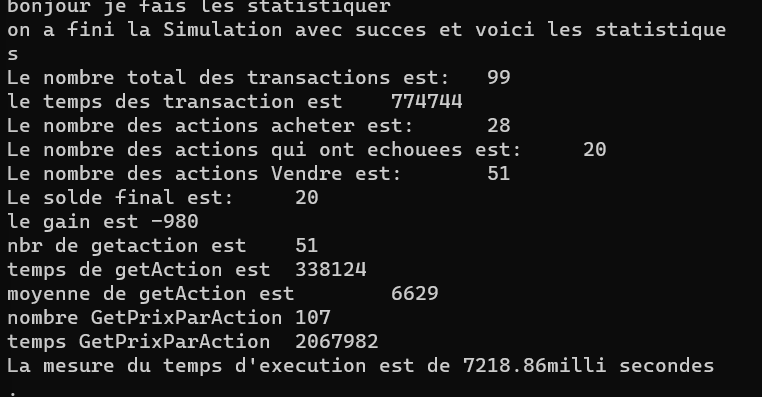 bonjour je fais les statistiquer
on a fini la Simulation avec succes et voici les statistique
s
Le nombre total des transactions est:   99
le temps des transaction est    774744
Le nombre des actions acheter est:      28
Le nombre des actions qui ont echouees est:     20
Le nombre des actions Vendre est:       51
Le solde final est:     20
le gain est -980
nbr de getaction est    51
temps de getAction est  338124
moyenne de getAction est        6629
nombre GetPrixParAction 107
temps GetPrixParAction  2067982
La mesure du temps d'execution est de 7218.86milli secondes
.